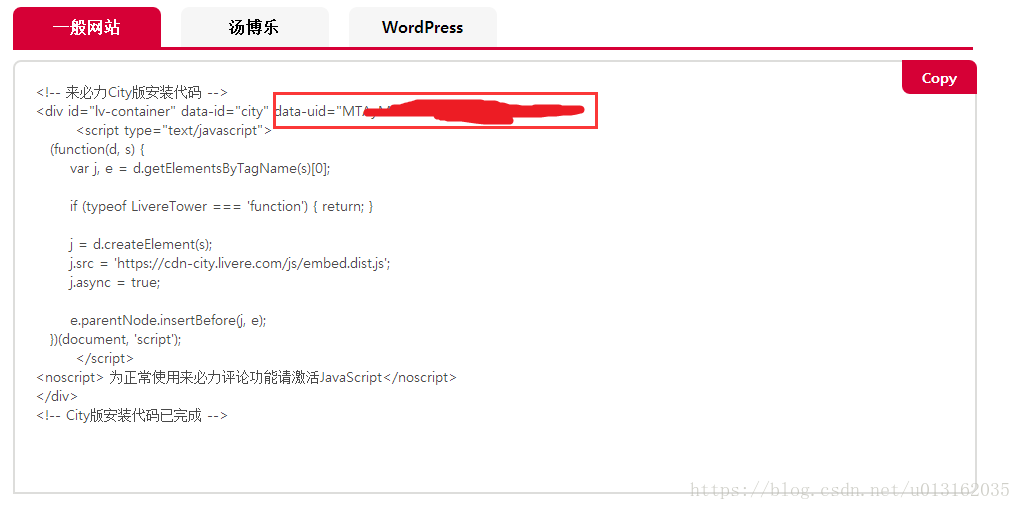 一般网站
汤博乐
WordPress
Copy
<!-- 来必力City版安装代码 -->
<div id="lv-container" data-id="city" data-uid="MTAyM
<script type="text/javascript">
(function(d, s) {
var j, e = d.getElementsByTagName(s)[0];
if (typeof LivereTower === 'function') { return; }
j = d.createElement(s);
j.src = 'https://cdn-city.livere.com/js/embed.dist.js';
j.async = true;
e.parentNode.insertBefore(j, e);
})(document, 'script');
</script>
<noscript> 为正常使用来必力评论功能请激活JavaScript</noscript>
</div>
<!-- City版安装代码已完成 -->
https://blog.csdn.net/u013162035